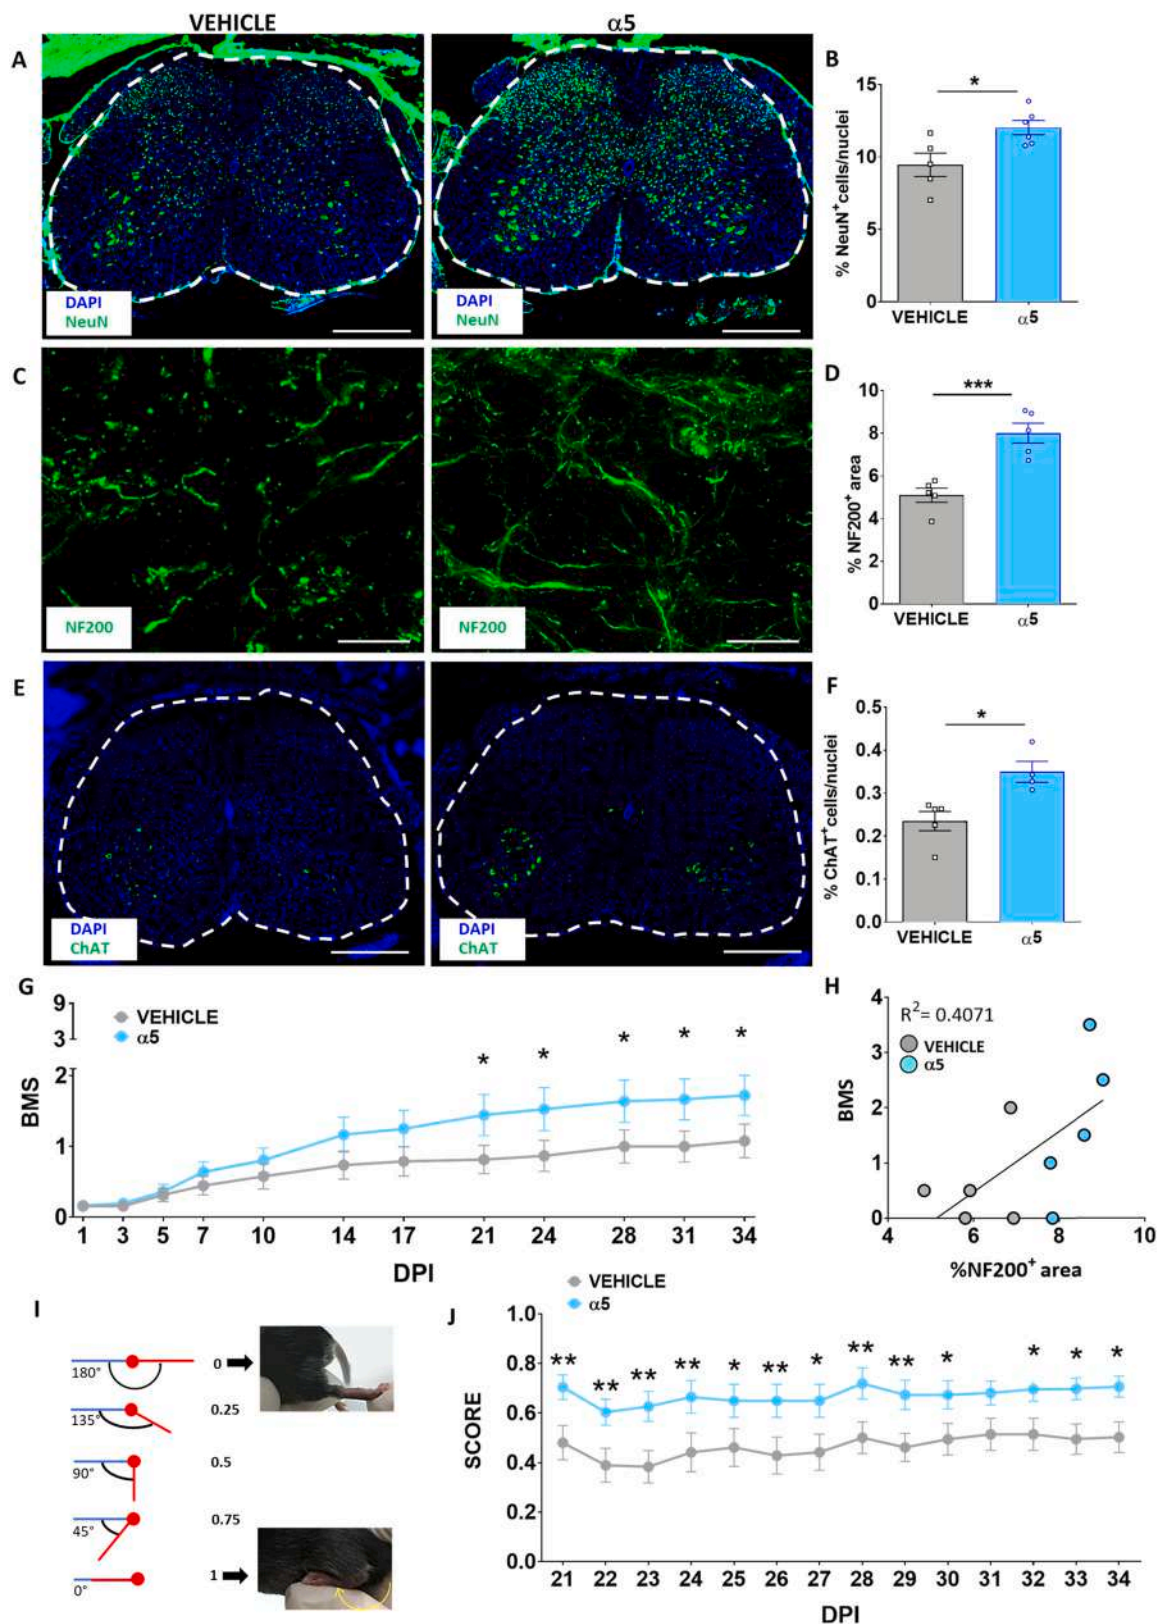 VEHICLE α5
A
DAPI
NeuN
DAPI
NeuN
B
*
% NeuN⁺cells/nuclei
15
10
5
0
VEHICLE α5
C
NF200
NF200
D
***
% NF200⁺ area
10
8
6
4
2
0
VEHICLE α5
E
DAPI
ChAT
DAPI
ChAT
F
*
% ChAT⁺cells/nuclei
0.5
0.4
0.3
0.2
0.1
0.0
VEHICLE α5
G
VEHICLE
α5
BMS
9
3
2
1
0
* * * * *
1 3 5 7 10 14 17 21 24 28 31 34
DPI
H
R²= 0.4071
VEHICLE
α5
BMS
4
3
2
1
0
4 6 8 10
%NF200⁺ area
I
180° 0
135° 0.25
90° 0.5
45° 0.75
0° 1
J
VEHICLE
α5
SCORE
1.0
0.8
0.6
0.4
0.2
0.0
** ** ** ** * ** * ** ** * * * *
21 22 23 24 25 26 27 28 29 30 31 32 33 34
DPI